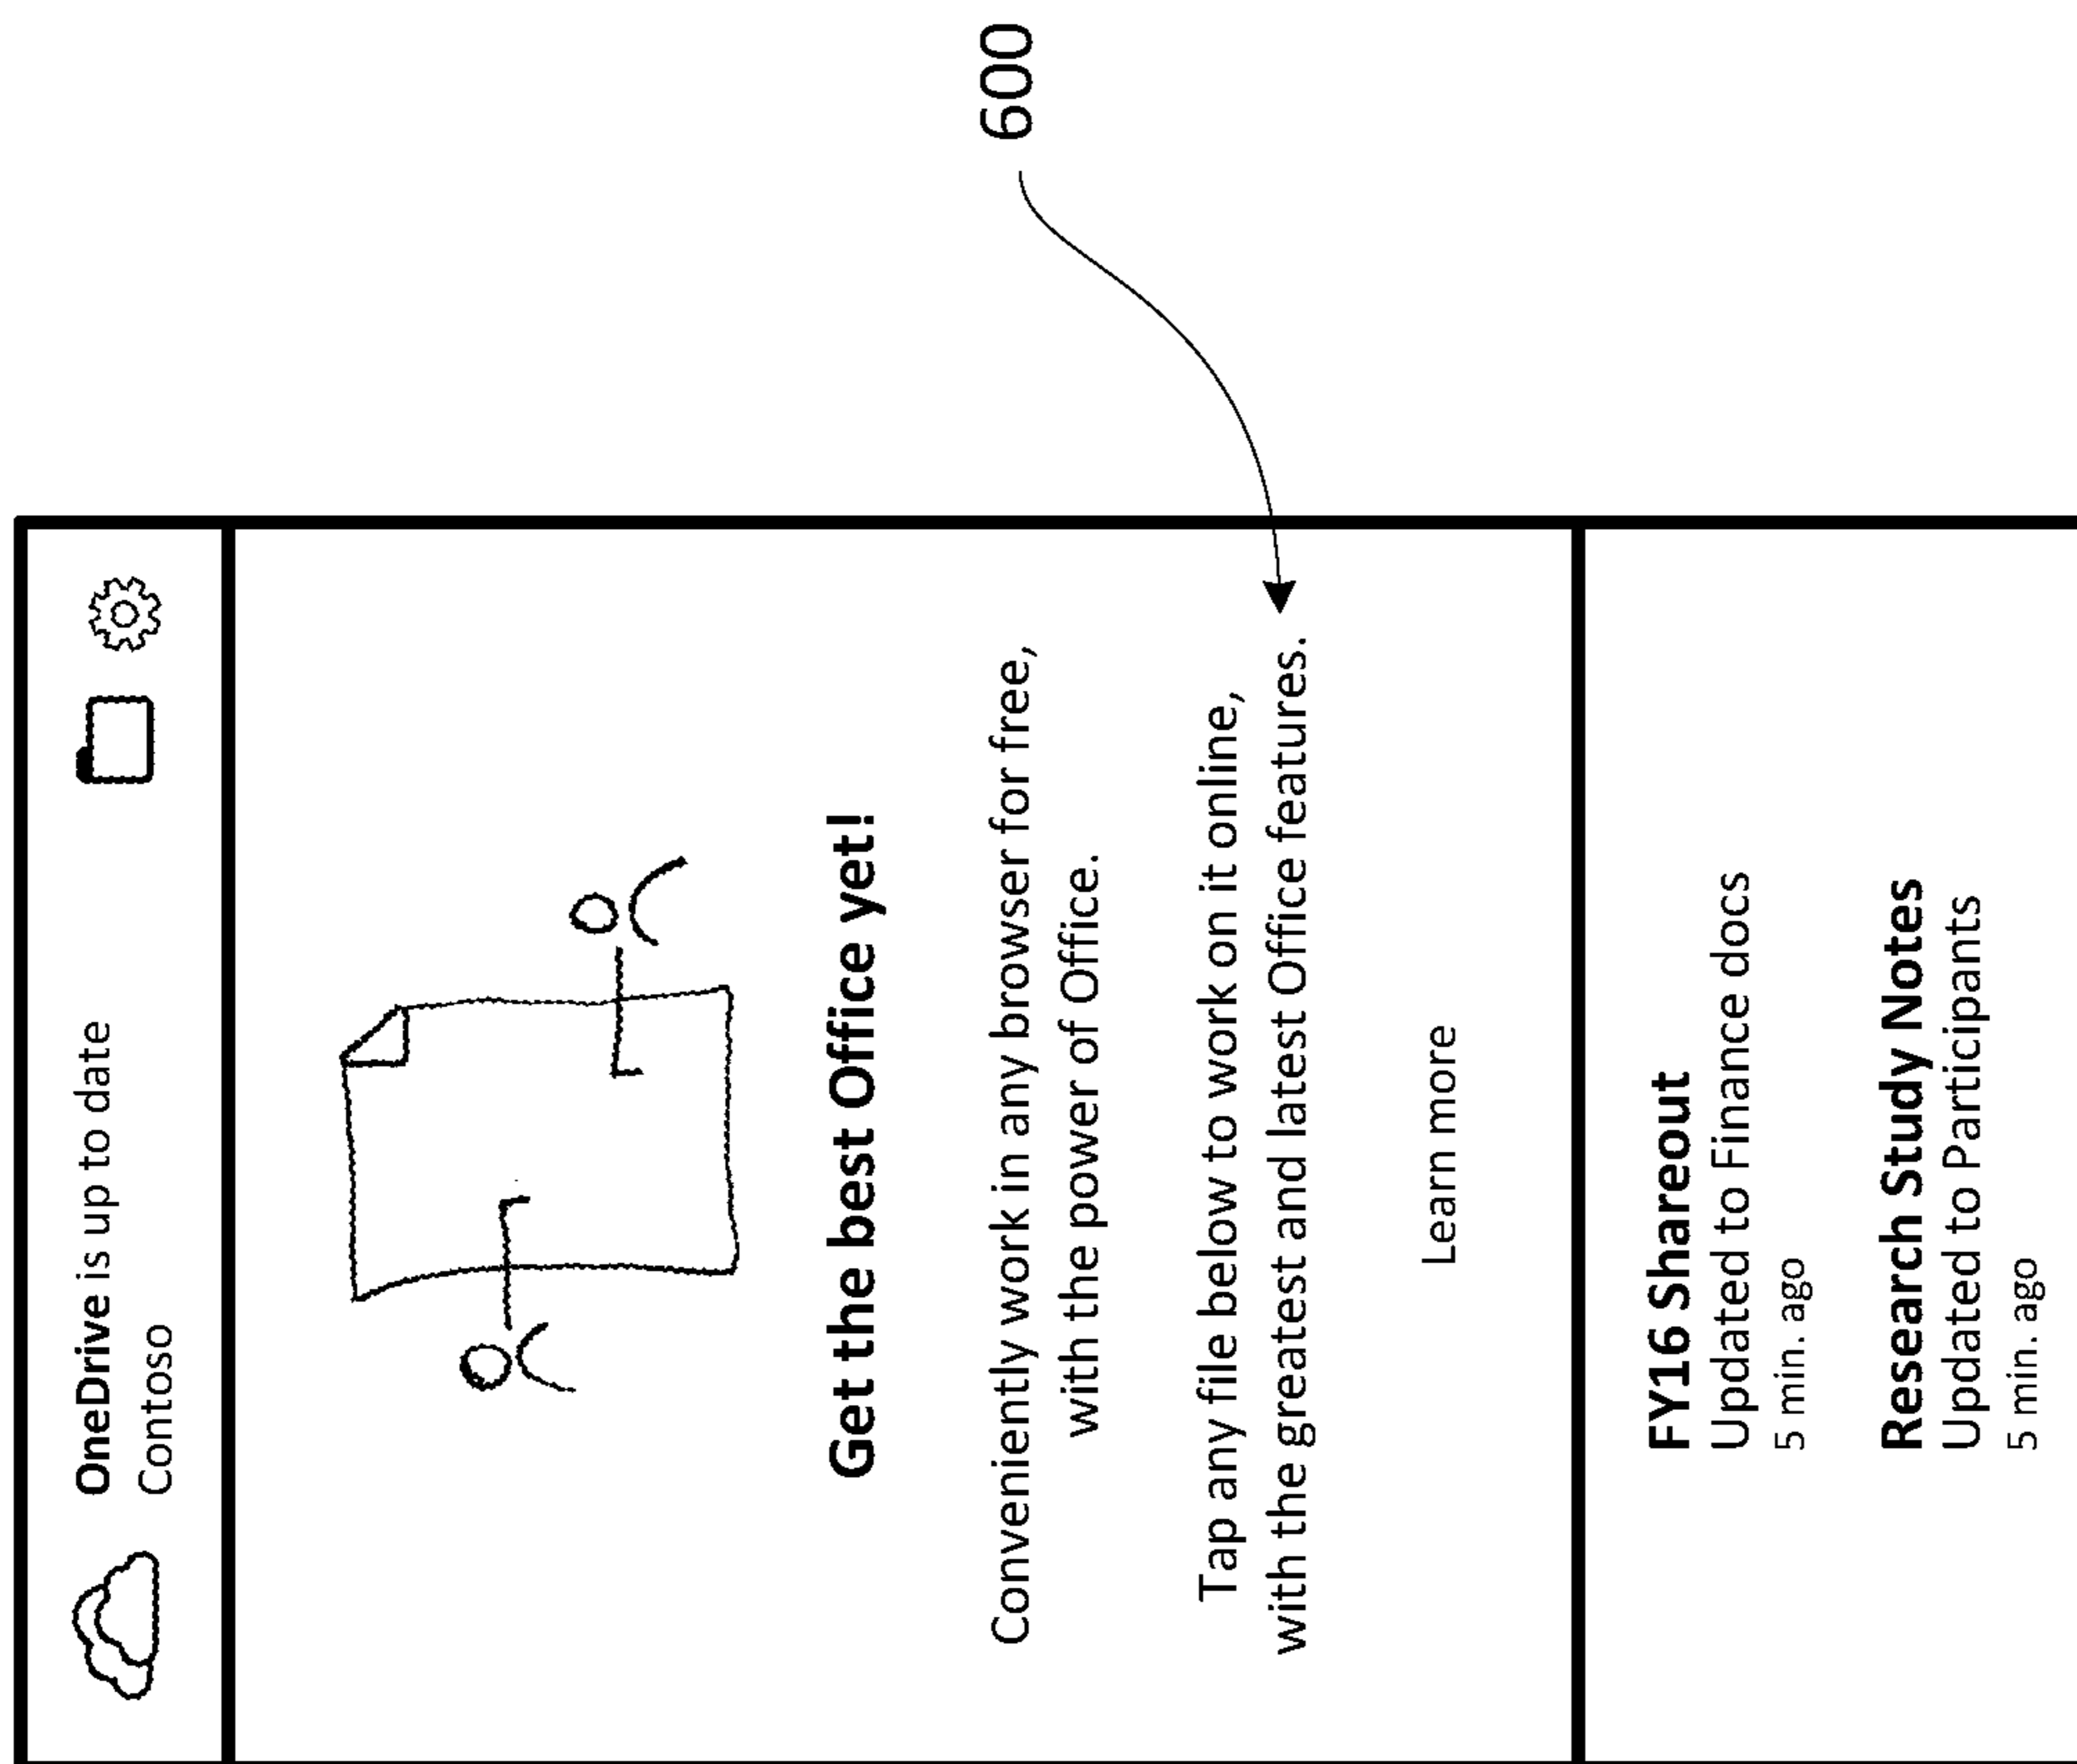 600
OneDrive is up to date
Contoso
Get the best Office yet!
Conveniently work in any browser for free,
with the power of Office.
Tap any file below to work on it online,
with the greatest and latest Office features.
Learn more
FY16 Shareout
Updated to Finance docs
5 min. ago
Research Study Notes
Updated to Participants
5 min. ago